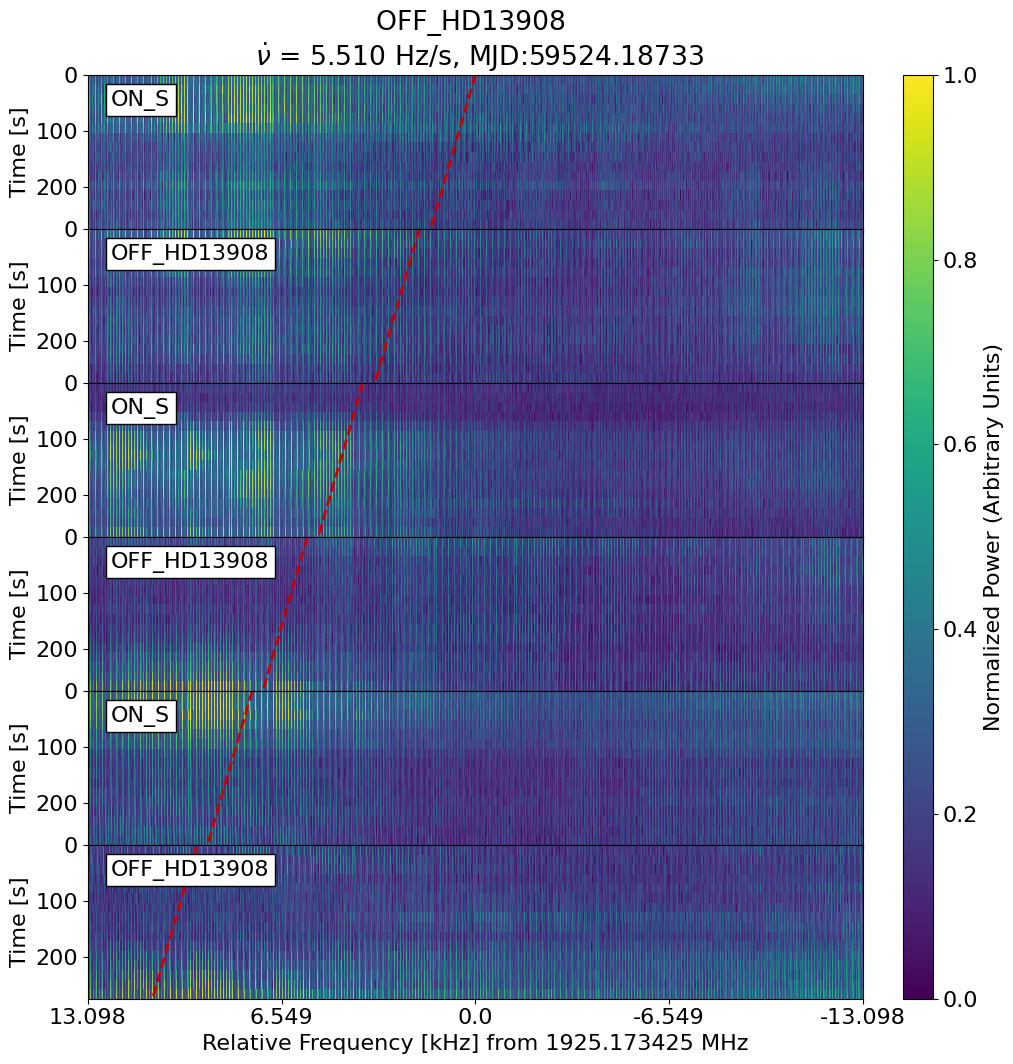 OFF_HD13908
ν̇ = 5.510 Hz/s, MJD:59524.18733
ON_S
OFF_HD13908
ON_S
OFF_HD13908
ON_S
OFF_HD13908
Time [s]
0
100
200
Time [s]
0
100
200
Time [s]
0
100
200
Time [s]
0
100
200
Time [s]
0
100
200
Time [s]
0
100
200
13.098 6.549 0.0 -6.549 -13.098
Relative Frequency [kHz] from 1925.173425 MHz
1.0
0.8
0.6
0.4
0.2
0.0
Normalized Power (Arbitrary Units)